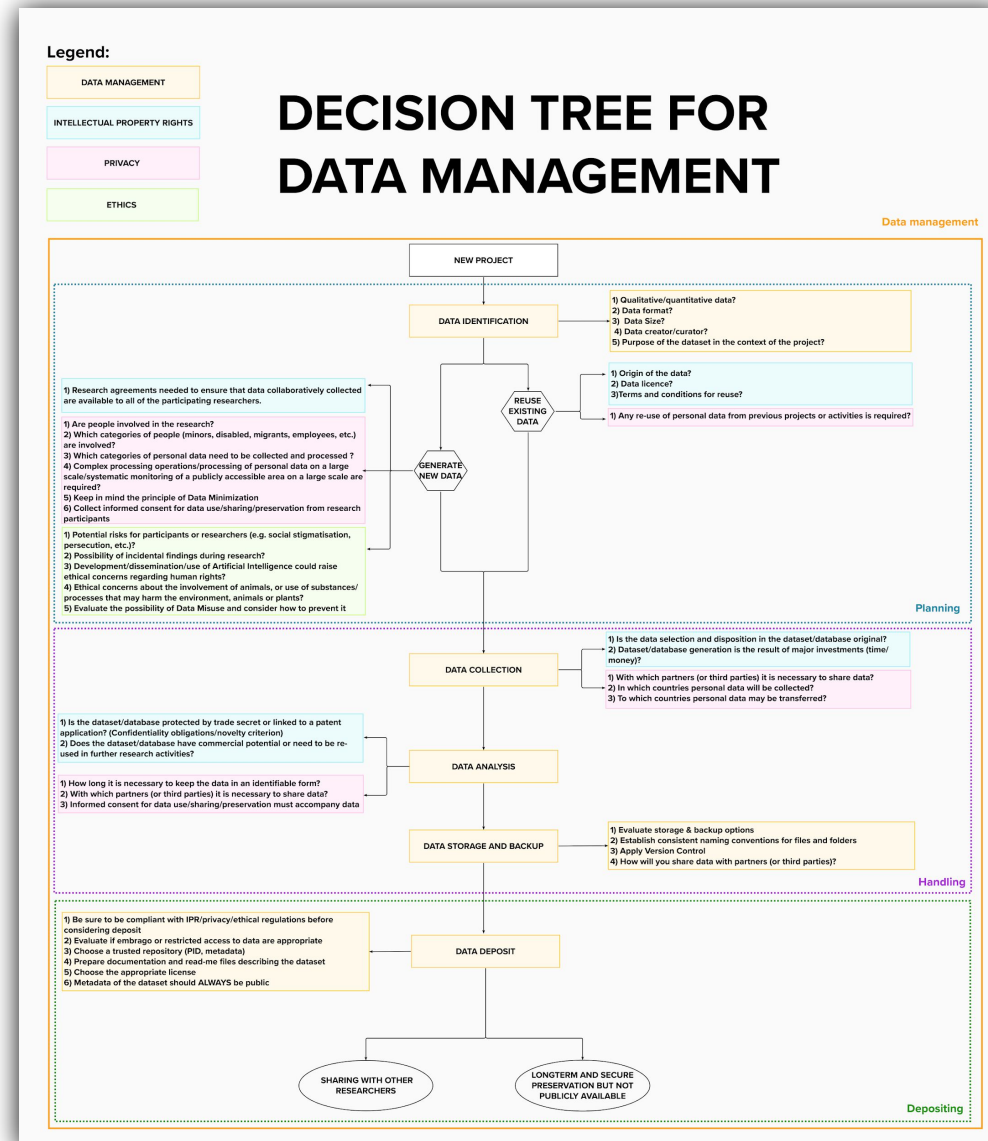 Legend:
DATA MANAGEMENT
INTELLECTUAL PROPERTY RIGHTS
PRIVACY
ETHICS
DECISION TREE FOR
DATA MANAGEMENT
Data management
NEW PROJECT
DATA IDENTIFICATION
1) Qualitative/quantitative data?
2) Data format?
3) Data Size?
4) Data creator/curator?
5) Purpose of the dataset in the context of the project?
REUSE
EXISTING
DATA
1) Origin of the data?
2) Data licence?
3)Terms and conditions for reuse?
1) Any re-use of personal data from previous projects or activities is required?
GENERATE
NEW DATA
1) Research agreements needed to ensure that data collaboratively collected
are available to all of the participating researchers.
1) Are people involved in the research?
2) Which categories of people (minors, disabled, migrants, employees, etc.)
are involved?
3) Which categories of personal data need to be collected and processed ?
4) Complex processing operations/processing of personal data on a large
scale/systematic monitoring of a publicly accessible area on a large scale are
required?
5) Keep in mind the principle of Data Minimization
6) Collect informed consent for data use/sharing/preservation from research
participants
1) Potential risks for participants or researchers (e.g. social stigmatisation,
persecution, etc.)?
2) Possibility of incidental findings during research?
3) Development/dissemination/use of Artificial Intelligence could raise
ethical concerns regarding human rights?
4) Ethical concerns about the involvement of animals, or use of substances/
processes that may harm the environment, animals or plants?
5) Evaluate the possibility of Data Misuse and consider how to prevent it
Planning
DATA COLLECTION
1) Is the data selection and disposition in the dataset/database original?
2) Dataset/database generation is the result of major investments (time/
money)?
1) With which partners (or third parties) it is necessary to share data?
2) In which countries personal data will be collected?
3) To which countries personal data may be transferred?
1) Is the dataset/database protected by trade secret or linked to a patent
application? (Confidentiality obligations/novelty criterion)
2) Does the dataset/database have commercial potential or need to be re-
used in further research activities?
DATA ANALYSIS
1) How long it is necessary to keep the data in an identifiable form?
2) With which partners (or third parties) it is necessary to share data?
3) Informed consent for data use/sharing/preservation must accompany data
DATA STORAGE AND BACKUP
1) Evaluate storage & backup options
2) Establish consistent naming conventions for files and folders
3) Apply Version Control
4) How will you share data with partners (or third parties)?
Handling
1) Be sure to be compliant with IPR/privacy/ethical regulations before
considering deposit
2) Evaluate if embrago or restricted access to data are appropriate
3) Choose a trusted repository (PID, metadata)
4) Prepare documentation and read-me files describing the dataset
5) Choose the appropriate license
6) Metadata of the dataset should ALWAYS be public
DATA DEPOSIT
SHARING WITH OTHER
RESEARCHERS
LONGTERM AND SECURE
PRESERVATION BUT NOT
PUBLICLY AVAILABLE
Depositing